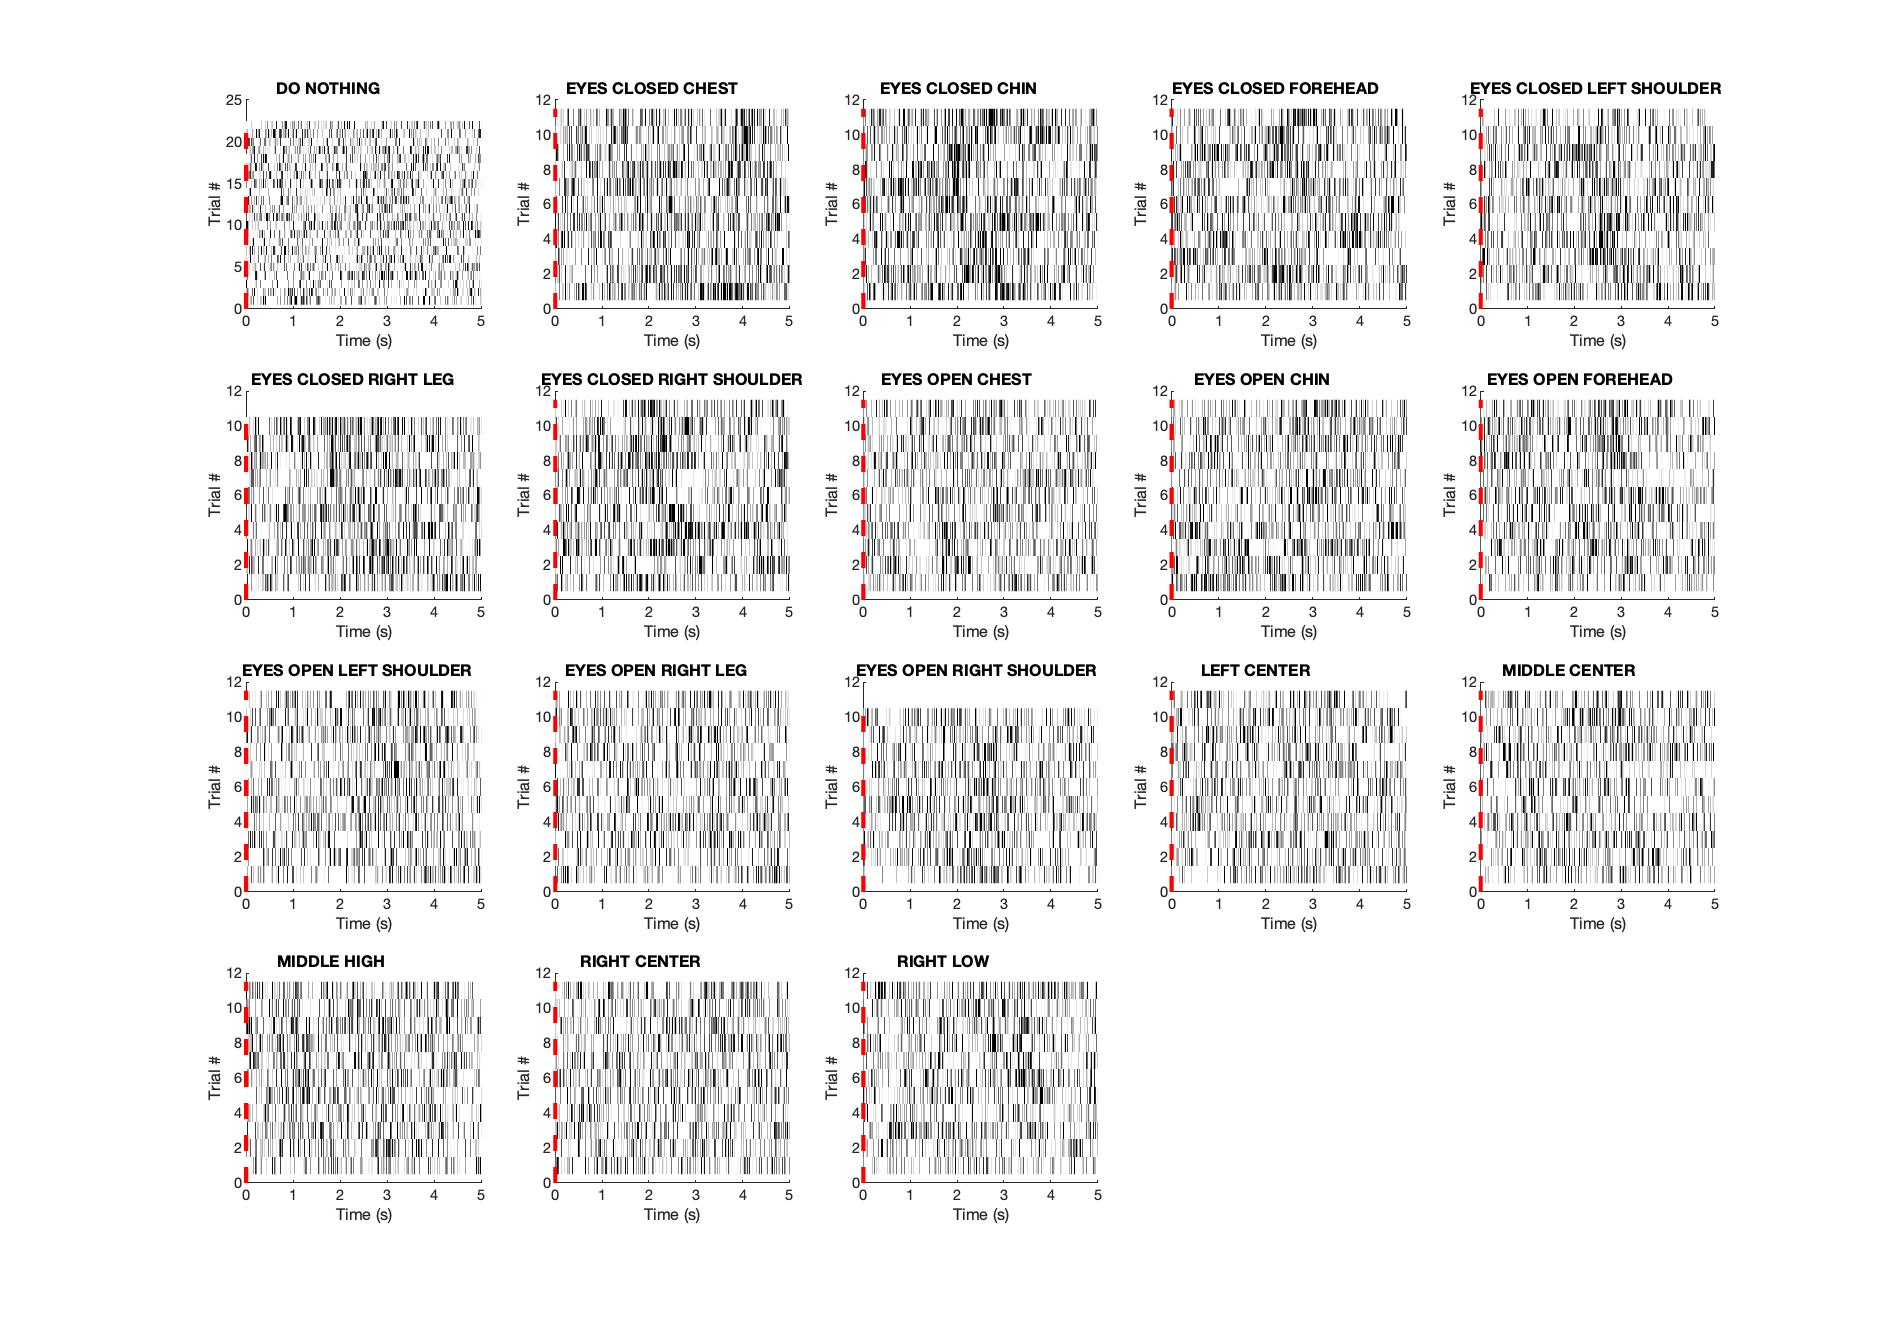 DO NOTHING
25
20
15
10
5
0
Trial #
0 1 2 3 4 5
Time (s)
EYES CLOSED CHEST
12
10
8
6
4
2
0
Trial #
0 1 2 3 4 5
Time (s)
EYES CLOSED CHIN
12
10
8
6
4
2
0
Trial #
0 1 2 3 4 5
Time (s)
EYES CLOSED FOREHEAD
12
10
8
6
4
2
0
Trial #
0 1 2 3 4 5
Time (s)
EYES CLOSED LEFT SHOULDER
12
10
8
6
4
2
0
Trial #
0 1 2 3 4 5
Time (s)
EYES CLOSED RIGHT LEG
12
10
8
6
4
2
0
Trial #
0 1 2 3 4 5
Time (s)
EYES CLOSED RIGHT SHOULDER
12
10
8
6
4
2
0
Trial #
0 1 2 3 4 5
Time (s)
EYES OPEN CHEST
12
10
8
6
4
2
0
Trial #
0 1 2 3 4 5
Time (s)
EYES OPEN CHIN
12
10
8
6
4
2
0
Trial #
0 1 2 3 4 5
Time (s)
EYES OPEN FOREHEAD
12
10
8
6
4
2
0
Trial #
0 1 2 3 4 5
Time (s)
EYES OPEN LEFT SHOULDER
12
10
8
6
4
2
0
Trial #
0 1 2 3 4 5
Time (s)
EYES OPEN RIGHT LEG
12
10
8
6
4
2
0
Trial #
0 1 2 3 4 5
Time (s)
EYES OPEN RIGHT SHOULDER
12
10
8
6
4
2
0
Trial #
0 1 2 3 4 5
Time (s)
LEFT CENTER
12
10
8
6
4
2
0
Trial #
0 1 2 3 4 5
Time (s)
MIDDLE CENTER
12
10
8
6
4
2
0
Trial #
0 1 2 3 4 5
Time (s)
MIDDLE HIGH
12
10
8
6
4
2
0
Trial #
0 1 2 3 4 5
Time (s)
RIGHT CENTER
12
10
8
6
4
2
0
Trial #
0 1 2 3 4 5
Time (s)
RIGHT LOW
12
10
8
6
4
2
0
Trial #
0 1 2 3 4 5
Time (s)